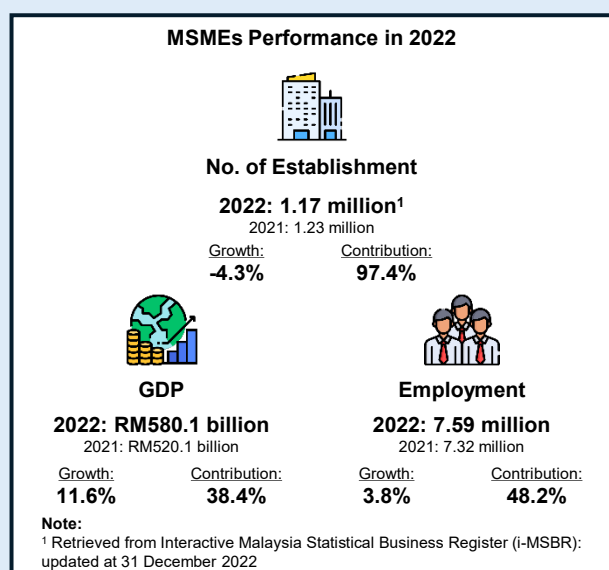 MSMEs Performance in 2022
No. of Establishment
2022: 1.17 million¹
2021: 1.23 million
Growth: Contribution:
-4.3% 97.4%
GDP
2022: RM580.1 billion
2021: RM520.1 billion
Growth: Contribution:
11.6% 38.4%
Employment
2022: 7.59 million
2021: 7.32 million
Growth: Contribution:
3.8% 48.2%
Note:
¹ Retrieved from Interactive Malaysia Statistical Business Register (i-MSBR):
updated at 31 December 2022